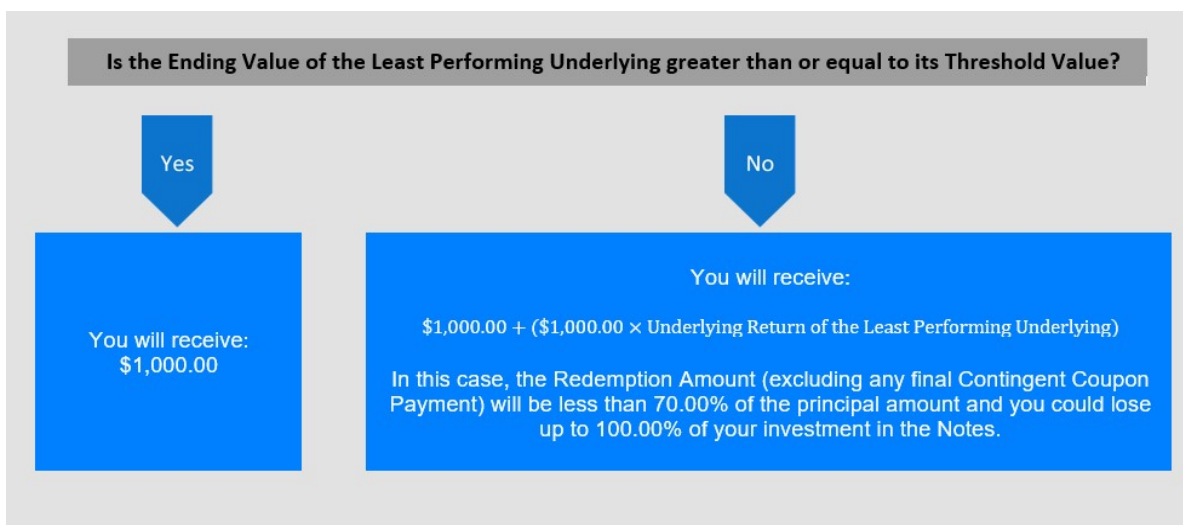 Is the Ending Value of the Least Performing Underlying greater than or equal to its Threshold Value?
Yes
No
You will receive:
$1,000.00
You will receive:
$1,000.00 + ($1,000.00 × Underlying Return of the Least Performing Underlying)
In this case, the Redemption Amount (excluding any final Contingent Coupon
Payment) will be less than 70.00% of the principal amount and you could lose
up to 100.00% of your investment in the Notes.